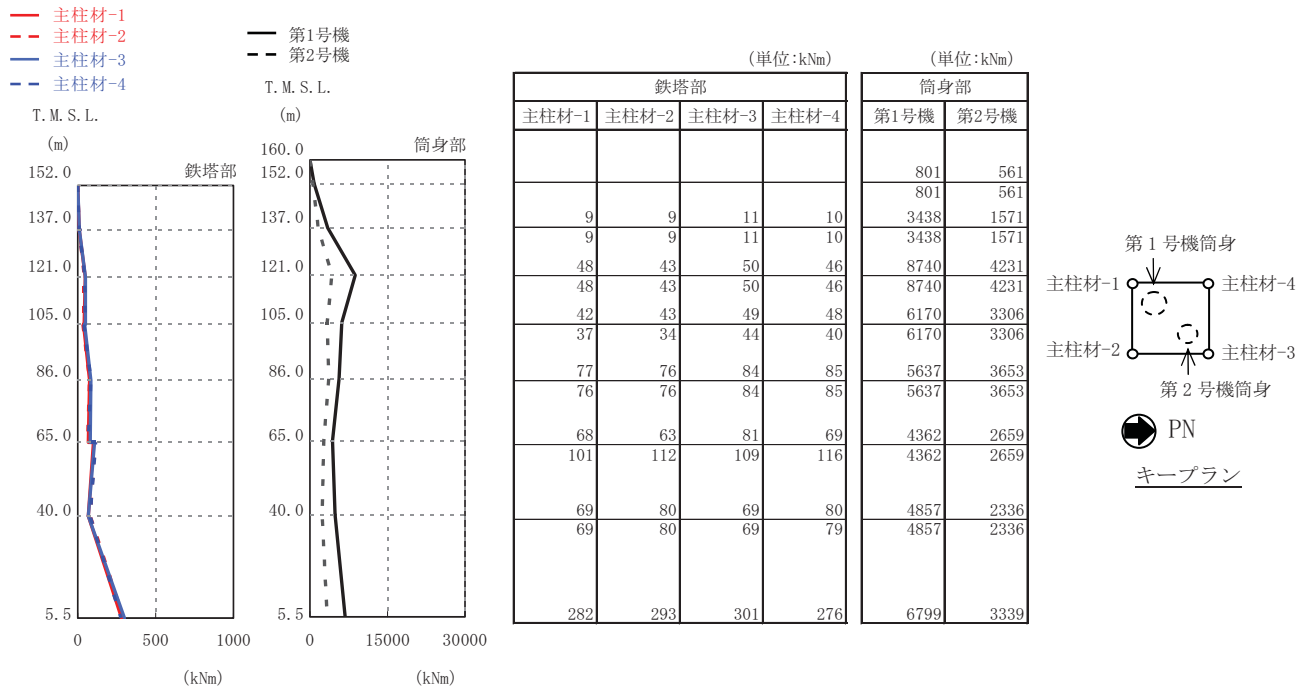 主柱材-1
主柱材-2
主柱材-3
主柱材-4
第1号機
第2号機
T.M.S.L.
(m)
鉄塔部
152.0
137.0
121.0
105.0
86.0
65.0
40.0
5.5
0 500 1000
(kNm)
T.M.S.L.
(m)
筒身部
160.0
152.0
137.0
121.0
105.0
86.0
65.0
40.0
5.5
0 15000 30000
(kNm)
(単位:kNm) (単位:kNm)
鉄塔部 筒身部
主柱材-1 主柱材-2 主柱材-3 主柱材-4 第1号機 第2号機
801 561
801 561
9 9 11 10 3438 1571
9 9 11 10 3438 1571
48 43 50 46 8740 4231
48 43 50 46 8740 4231
42 43 49 48 6170 3306
37 34 44 40 6170 3306
77 76 84 85 5637 3653
76 76 84 85 5637 3653
68 63 81 69 4362 2659
101 112 109 116 4362 2659
69 80 69 80 4857 2336
69 80 69 79 4857 2336
282 293 301 276 6799 3339
第1号機筒身
主柱材-1 主柱材-4
主柱材-2 主柱材-3
第2号機筒身
PN
キープラン